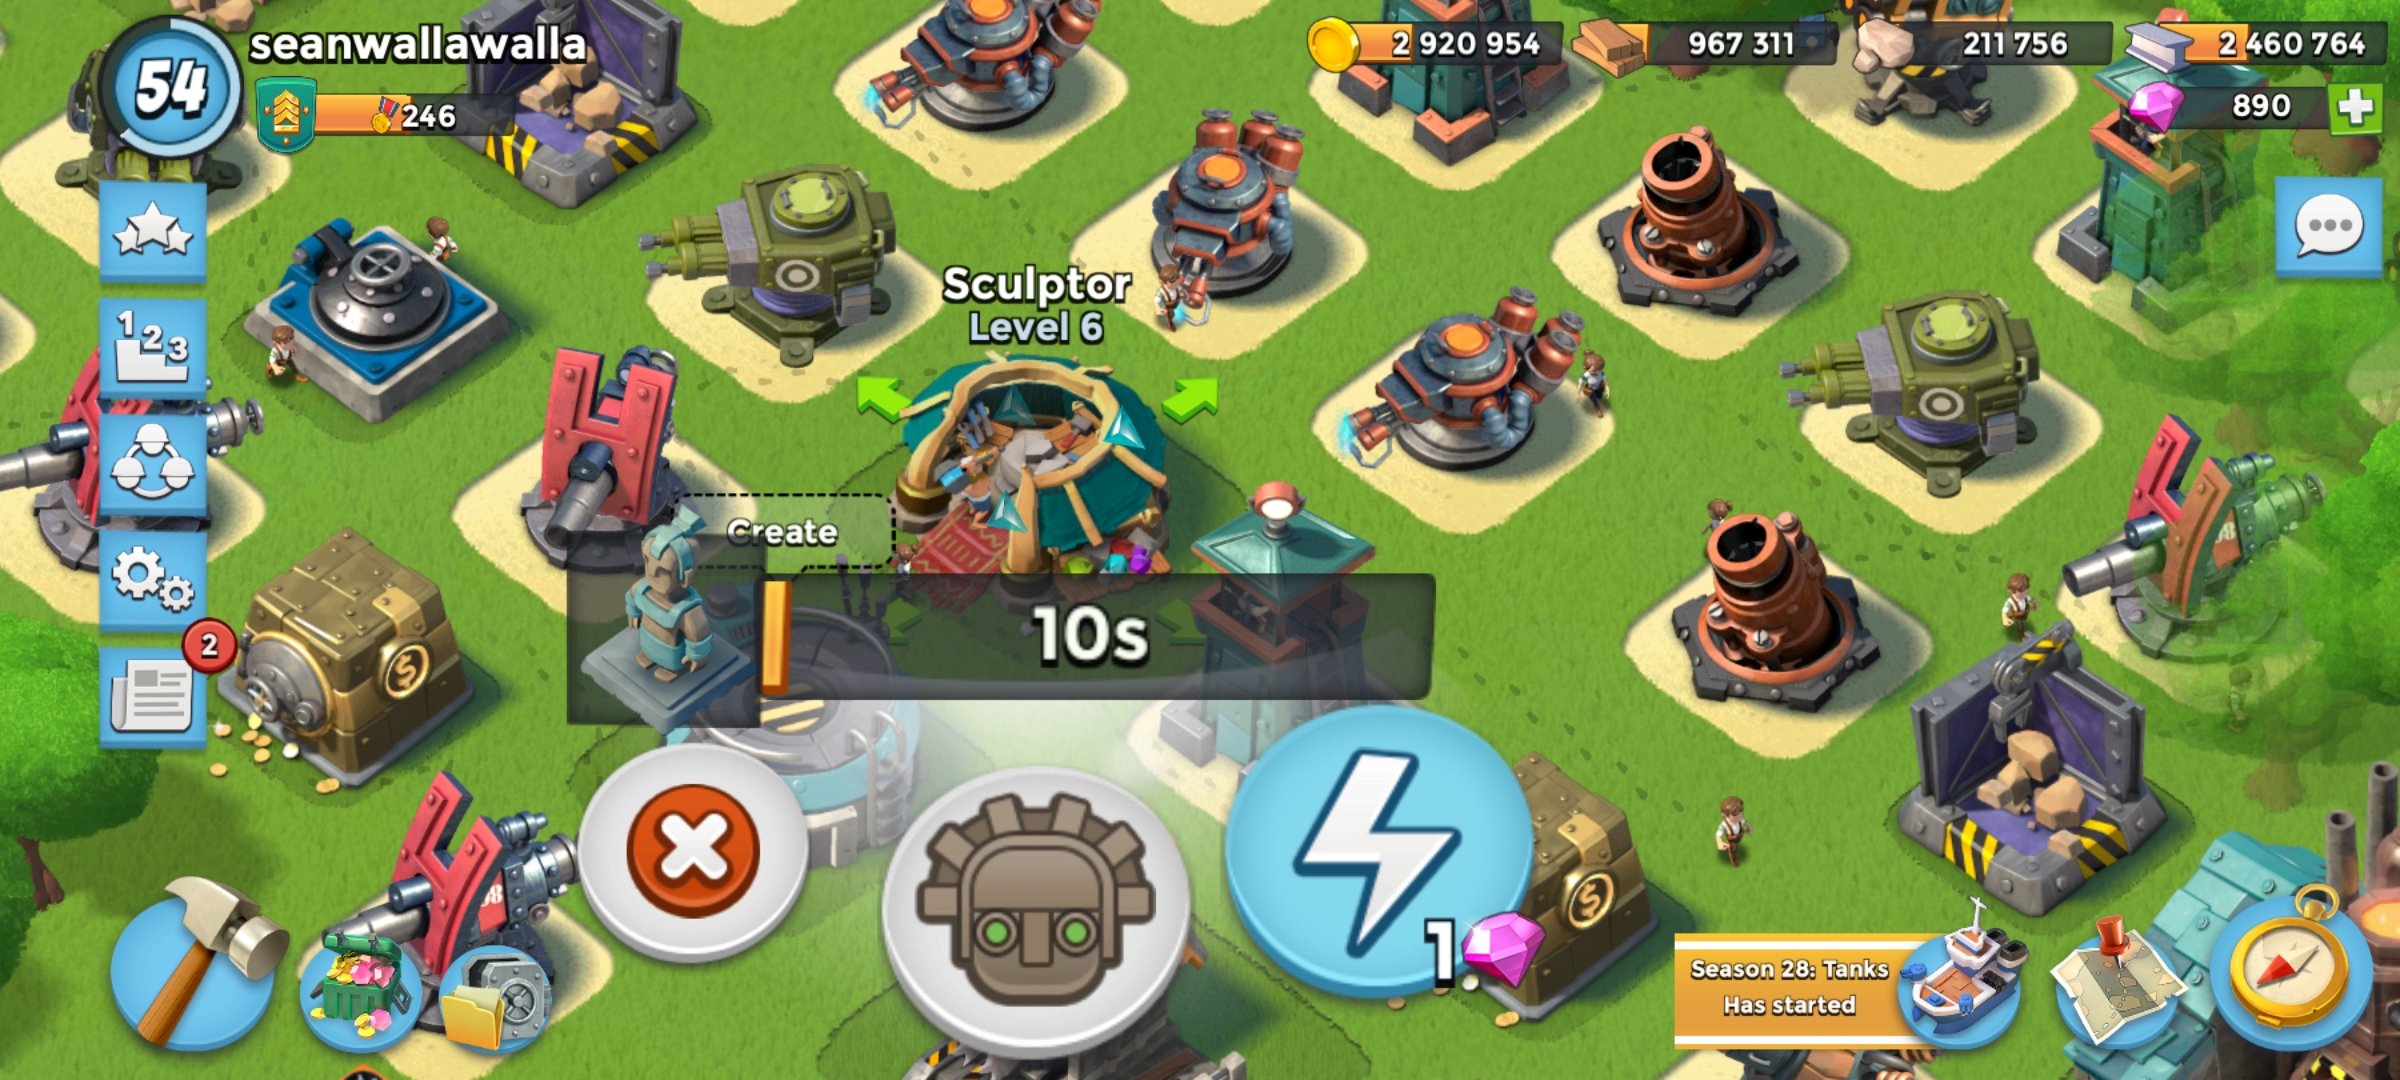 54
seanwallawalla
246
2 920 954
967 311
211 756
2 460 764
890
Sculptor
Level 6
123
Create
10s
2
1
Season 28: Tanks
Has started